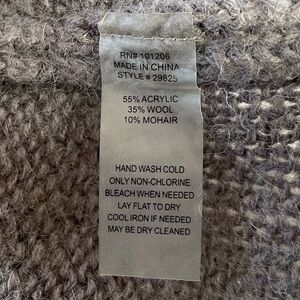 RN# 101206
MADE IN CHINA
STYLE # 29825
55% ACRYLIC
35% WOOL
10% MOHAIR
HAND WASH COLD
ONLY NON-CHLORINE
BLEACH WHEN NEEDED
LAY FLAT TO DRY
COOL IRON IF NEEDED
MAY BE DRY CLEANED